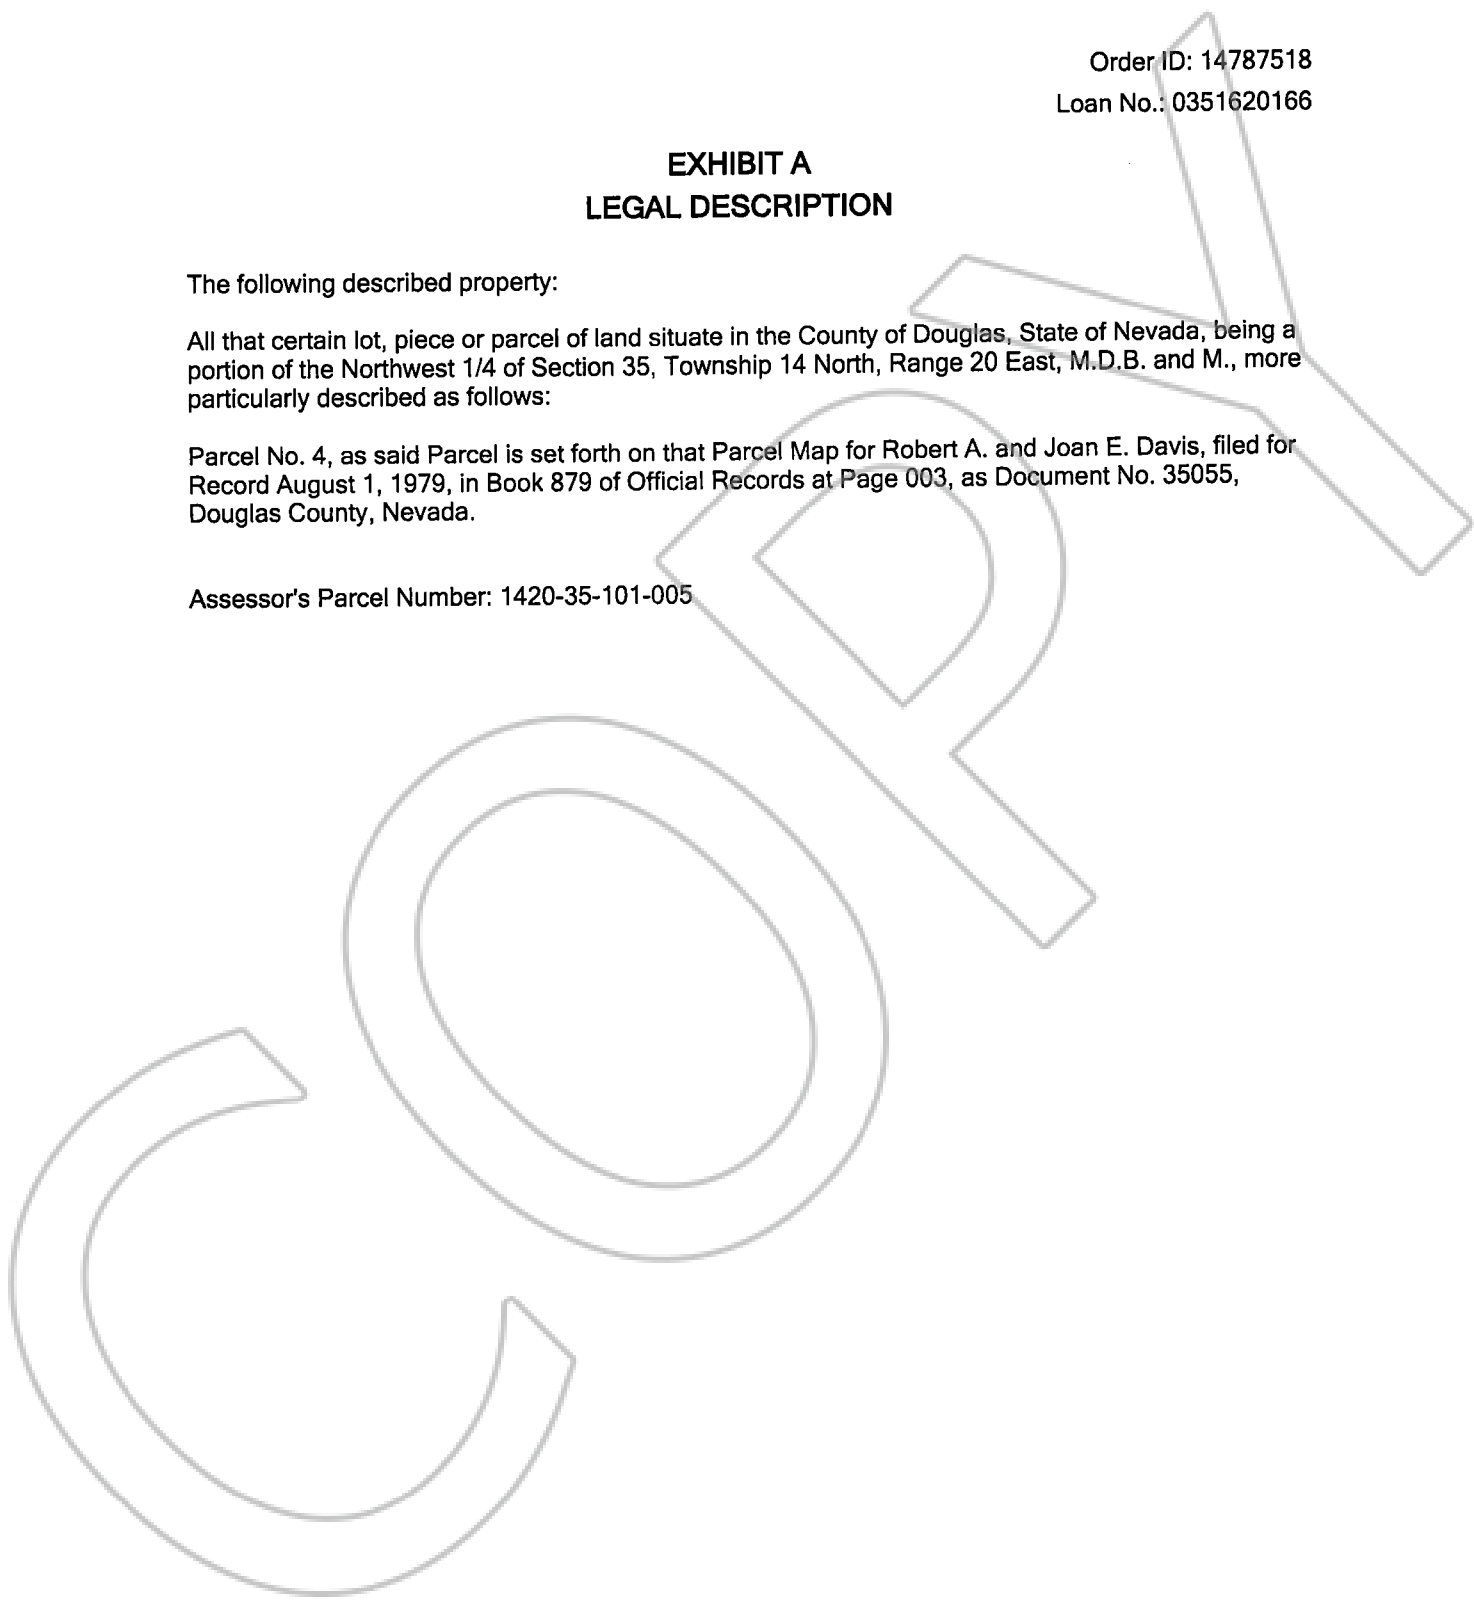 Order ID: 14787518
Loan No.: 0351620166
EXHIBIT A
LEGAL DESCRIPTION
The following described property:
All that certain lot, piece or parcel of land situate in the County of Douglas, State of Nevada, being a
portion of the Northwest 1/4 of Section 35, Township 14 North, Range 20 East, M.D.B. and M., more
particularly described as follows:
Parcel No. 4, as said Parcel is set forth on that Parcel Map for Robert A. and Joan E. Davis, filed for
Record August 1, 1979, in Book 879 of Official Records at Page 003, as Document No. 35055,
Douglas County, Nevada.
Assessor's Parcel Number: 1420-35-101-005
COPY